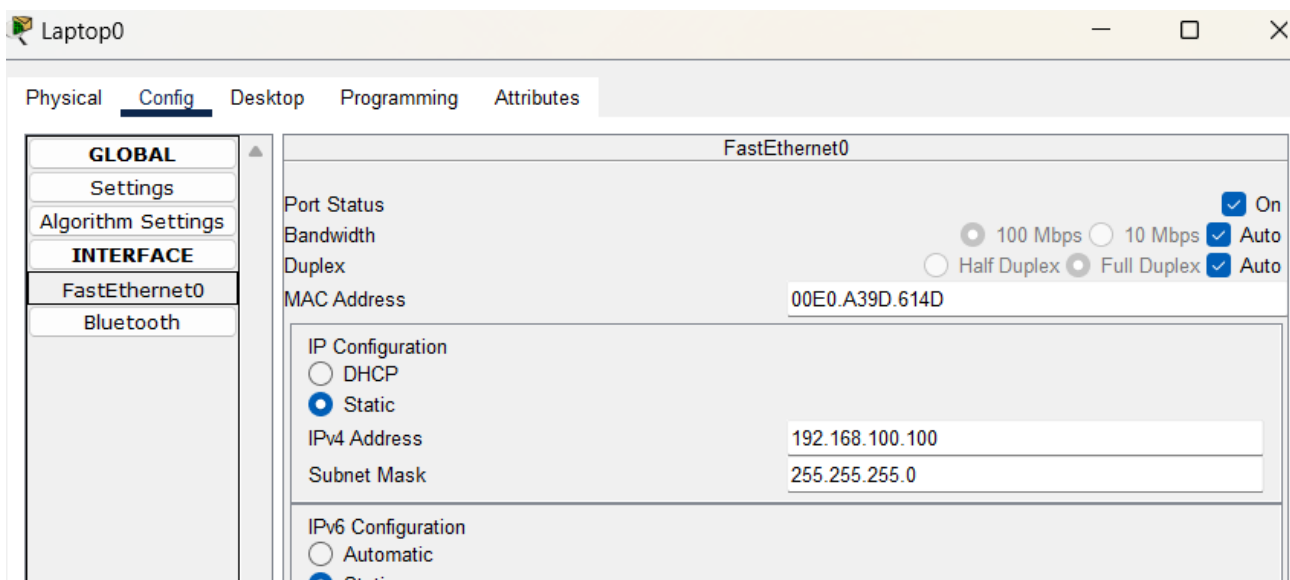 Laptop0
Physical Config Desktop Programming Attributes
GLOBAL
Settings
Algorithm Settings
INTERFACE
FastEthernet0
Bluetooth
FastEthernet0
Port Status On
Bandwidth 100 Mbps 10 Mbps Auto
Duplex Half Duplex Full Duplex Auto
MAC Address 00E0.A39D.614D
IP Configuration
DHCP
Static
IPv4 Address 192.168.100.100
Subnet Mask 255.255.255.0
IPv6 Configuration
Automatic